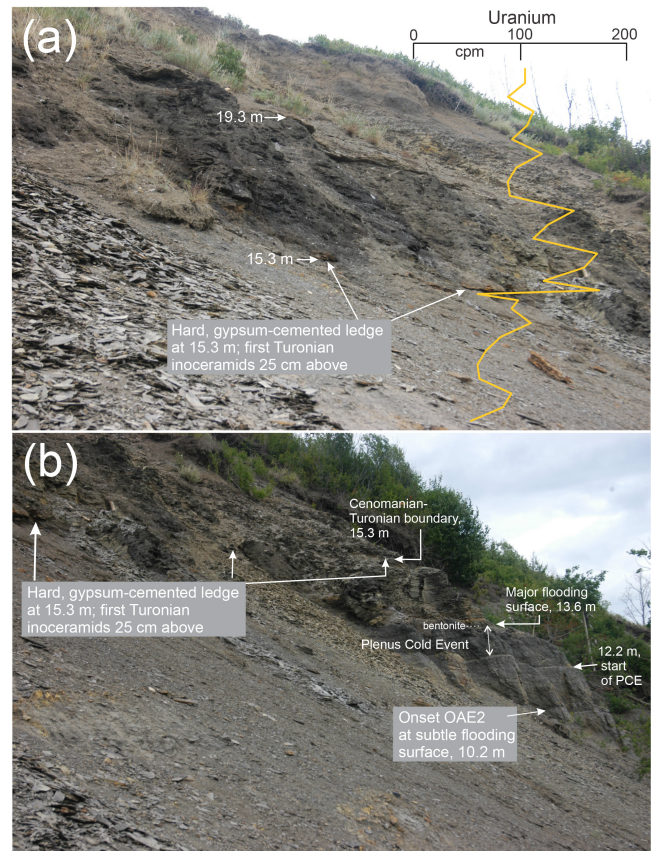 (a)
Uranium
0 100 200
cpm
19.3 m
15.3 m
Hard, gypsum-cemented ledge
at 15.3 m; first Turonian
inoceramids 25 cm above
(b)
Cenomanian-
Turonian boundary,
15.3 m
Hard, gypsum-cemented ledge
at 15.3 m; first Turonian
inoceramids 25 cm above
Major flooding
surface, 13.6 m
bentonite
Plenus Cold Event
12.2 m,
start
of PCE
Onset OAE2
at subtle flooding
surface, 10.2 m